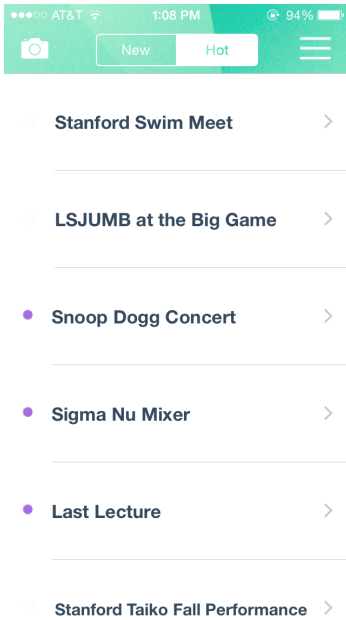 AT&T 1:08 PM 94%
New Hot
Stanford Swim Meet
LSJUMB at the Big Game
Snoop Dogg Concert
Sigma Nu Mixer
Last Lecture
Stanford Taiko Fall Performance